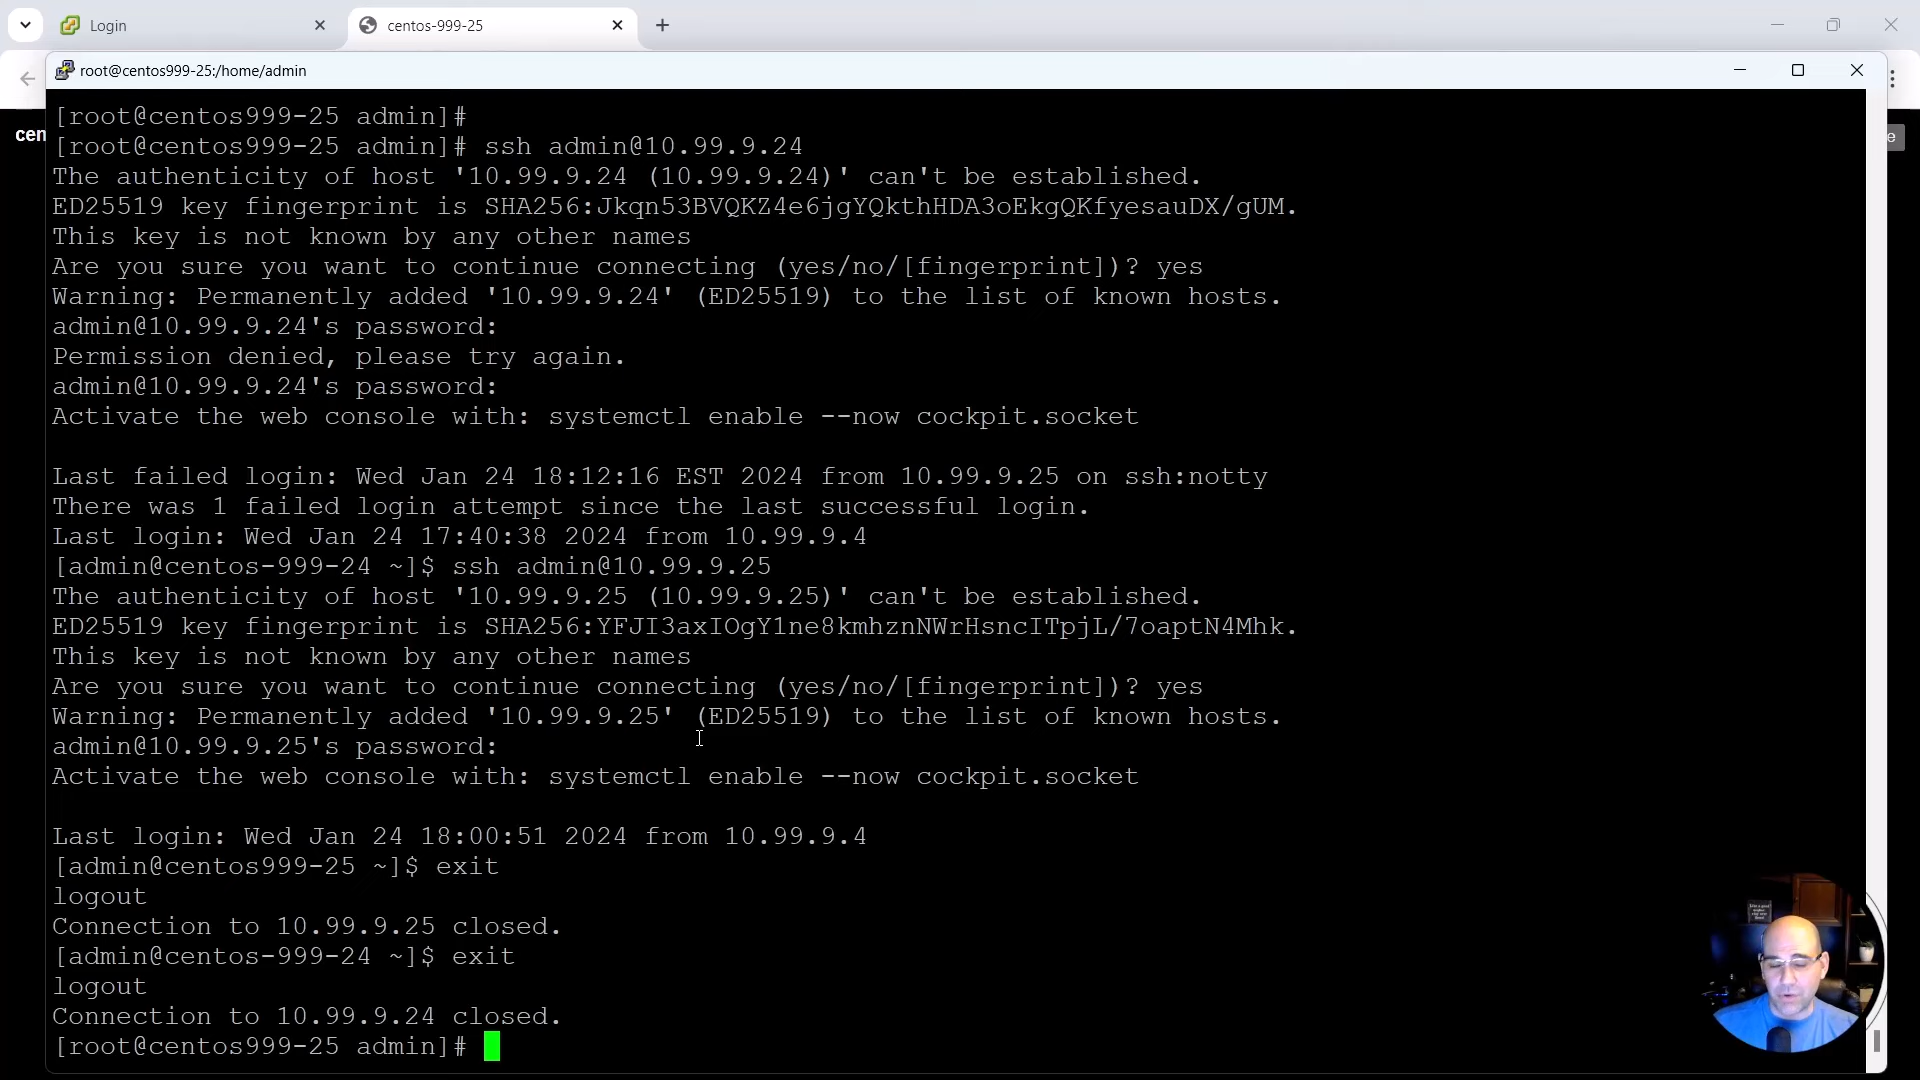 Login
centos-999-25
root@centos999-25:/home/admin
cen
e
[root@centos999-25 admin]#
[root@centos999-25 admin]# ssh admin@10.99.9.24
The authenticity of host '10.99.9.24 (10.99.9.24)' can't be established.
ED25519 key fingerprint is SHA256:Jkqn53BVQKZ4e6jgYQkthHDA3oEkgQKfyesauDX/gUM.
This key is not known by any other names
Are you sure you want to continue connecting (yes/no/[fingerprint])? yes
Warning: Permanently added '10.99.9.24' (ED25519) to the list of known hosts.
admin@10.99.9.24's password:
Permission denied, please try again.
admin@10.99.9.24's password:
Activate the web console with: systemctl enable --now cockpit.socket
Last failed login: Wed Jan 24 18:12:16 EST 2024 from 10.99.9.25 on ssh:notty
There was 1 failed login attempt since the last successful login.
Last login: Wed Jan 24 17:40:38 2024 from 10.99.9.4
[admin@centos-999-24 ~]$ ssh admin@10.99.9.25
The authenticity of host '10.99.9.25 (10.99.9.25)' can't be established.
ED25519 key fingerprint is SHA256:YFJI3axIOgY1ne8kmhznNWrHsncITpjL/7oaptN4Mhk.
This key is not known by any other names
Are you sure you want to continue connecting (yes/no/[fingerprint])? yes
Warning: Permanently added '10.99.9.25' (ED25519) to the list of known hosts.
admin@10.99.9.25's password:
Activate the web console with: systemctl enable --now cockpit.socket
Last login: Wed Jan 24 18:00:51 2024 from 10.99.9.4
[admin@centos999-25 ~]$ exit
logout
Connection to 10.99.9.25 closed.
[admin@centos-999-24 ~]$ exit
logout
Connection to 10.99.9.24 closed.
[root@centos999-25 admin]#